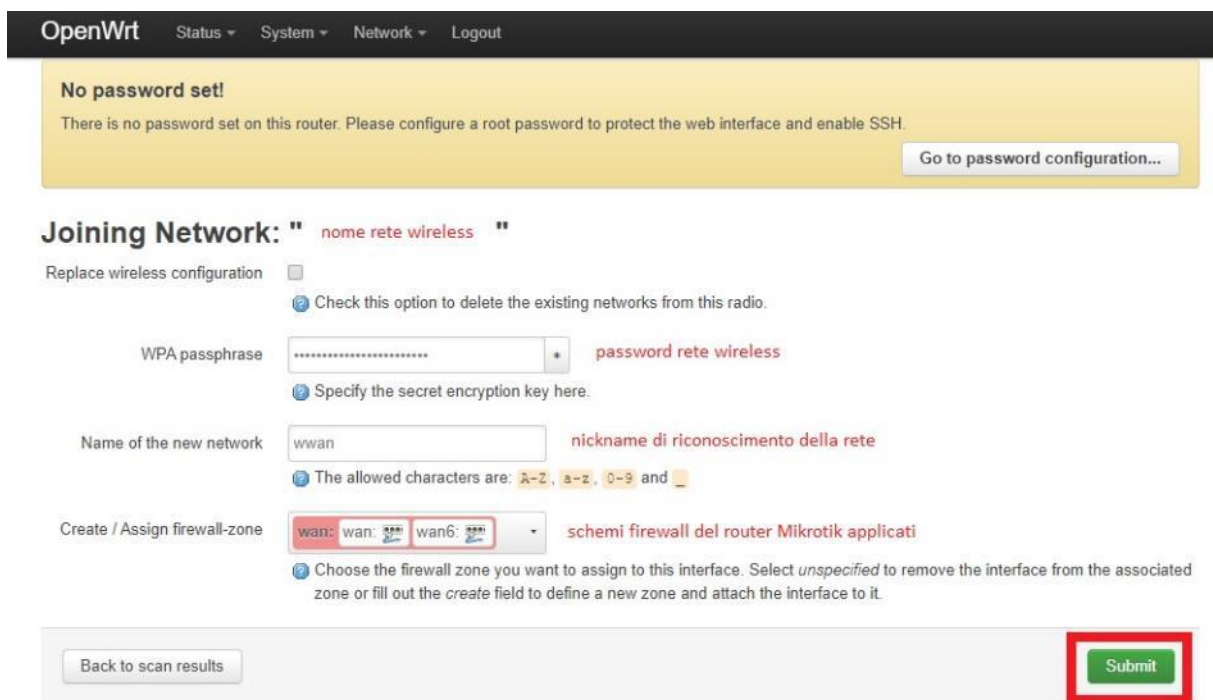 OpenWrt Status System Network Logout
No password set!
There is no password set on this router. Please configure a root password to protect the web interface and enable SSH.
Go to password configuration...
Joining Network: " nome rete wireless "
Replace wireless configuration
Check this option to delete the existing networks from this radio.
WPA passphrase •••••••••••••••••••••••• * password rete wireless
Specify the secret encryption key here.
Name of the new network wwan nickname di riconoscimento della rete
The allowed characters are: A-Z, a-z, 0-9 and _
Create / Assign firewall-zone wan: wan: wan6: schemi firewall del router Mikrotik applicati
Choose the firewall zone you want to assign to this interface. Select unspecified to remove the interface from the associated
zone or fill out the create field to define a new zone and attach the interface to it.
Back to scan results Submit